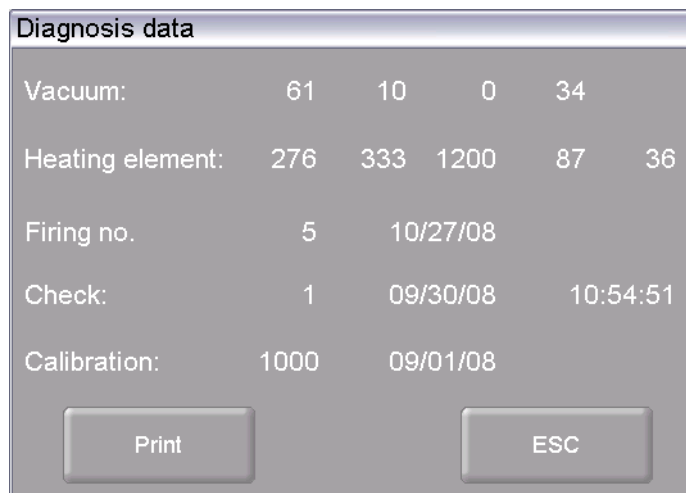 Diagnosis data
Vacuum: 61 10 0 34
Heating element: 276 333 1200 87 36
Firing no. 5 10/27/08
Check: 1 09/30/08 10:54:51
Calibration: 1000 09/01/08
Print ESC